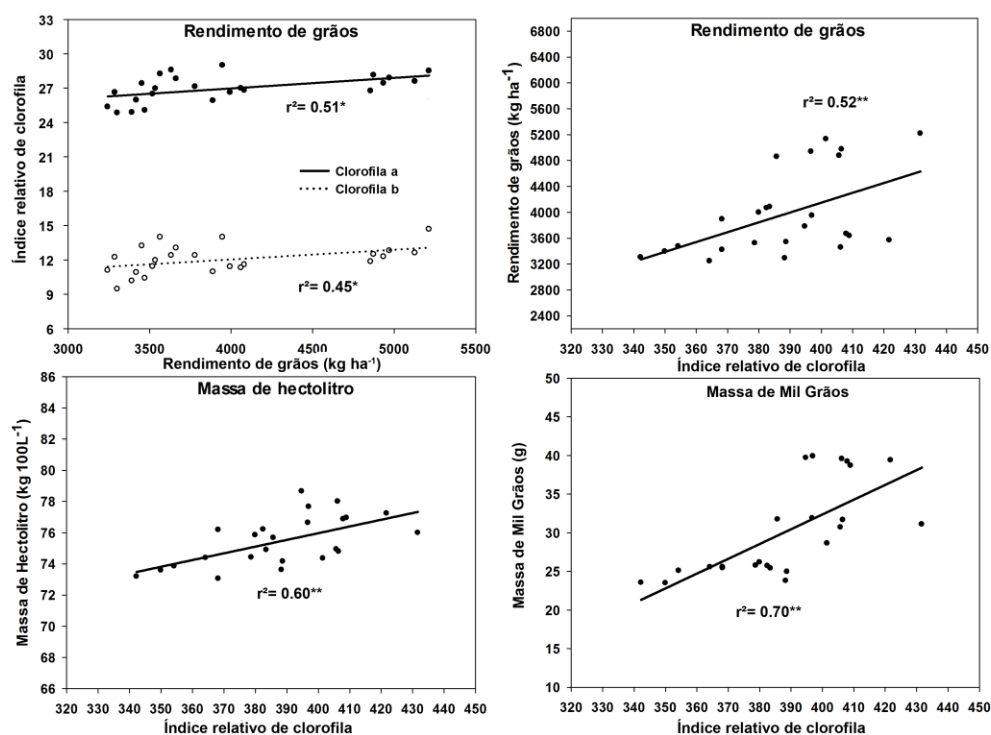 Rendimento de grãos
Índice relativo de clorofila
36
33
30
27
24
21
18
15
12
9
6
r²= 0.51*
Clorofila a
Clorofila b
r²= 0.45*
3000 3500 4000 4500 5000 5500
Rendimento de grãos (kg ha⁻¹)
Rendimento de grãos
Rendimento de grãos (kg ha⁻¹)
6800
6400
6000
5600
5200
4800
4400
4000
3600
3200
2800
2400
r²= 0.52**
320 330 340 350 360 370 380 390 400 410 420 430 440 450
Índice relativo de clorofila
Massa de hectolitro
Massa de Hectolitro (kg 100L⁻¹)
86
84
82
80
78
76
74
72
70
68
66
r²= 0.60**
320 330 340 350 360 370 380 390 400 410 420 430 440 450
Índice relativo de clorofila
Massa de Mil Grãos
Massa de Mil Grãos (g)
50
45
40
35
30
25
20
15
10
r²= 0.70**
320 330 340 350 360 370 380 390 400 410 420 430 440 450
Índice relativo de clorofila